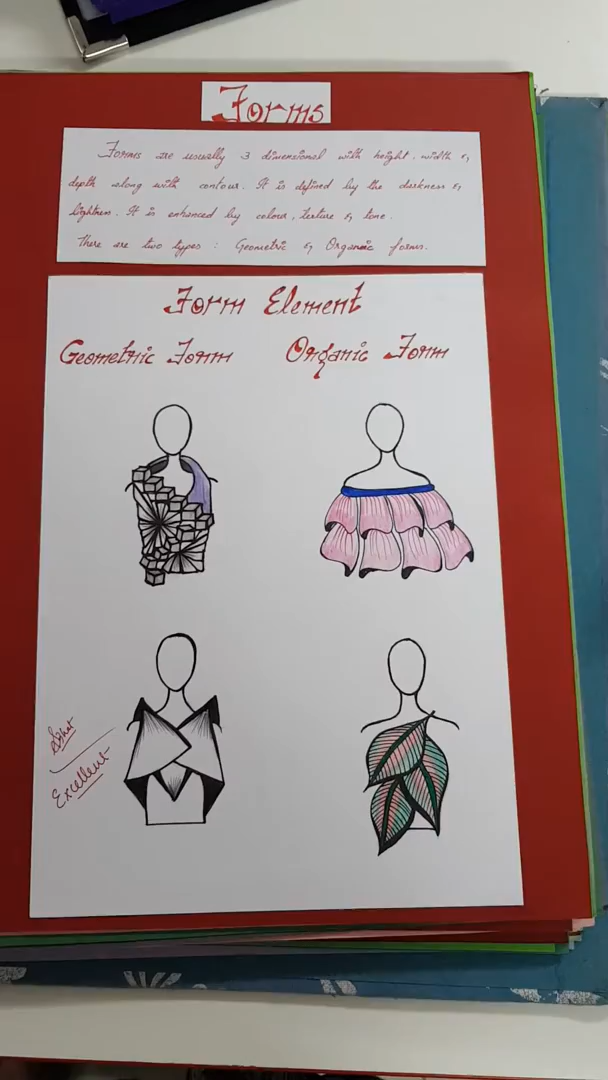 Forms
Forms are usually 3 dimensional with height, width &
depth along with contour. It is defined by the darkness &
lightness. It is enhanced by colour, texture & tone.
There are two types : Geometric & Organic forms.
Form Element
Geometric Form
Organic Form
Excellent